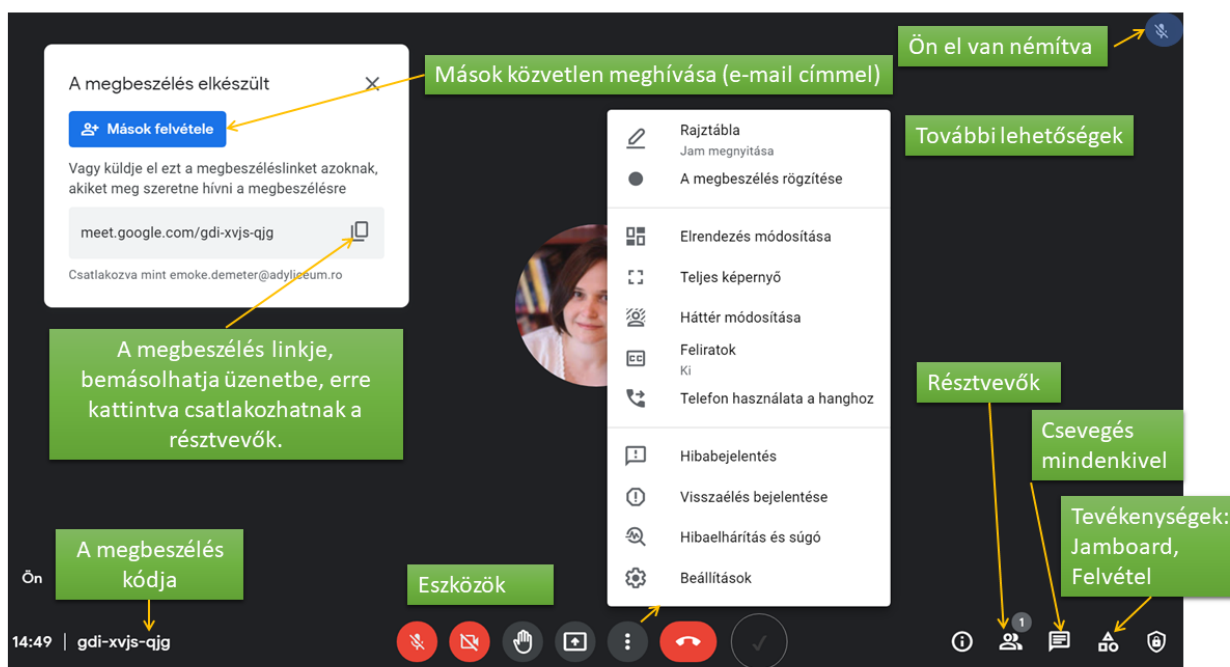 Ön el van némítva
A megbeszélés elkészült
Mások közvetlen meghívása (e-mail címmel)
Mások felvétele
Vagy küldje el ezt a megbeszéléslinket azoknak,
akiket meg szeretne hívni a megbeszélésre
meet.google.com/gdi-xvjs-qjg
Csatlakozva mint emoke.demeter@adyliceum.ro
A megbeszélés linkje,
bemásolhatja üzenetbe, erre
kattintva csatlakozhatnak a
résztvevők.
További lehetőségek
Rajztábla
Jam megnyitása
A megbeszélés rögzítése
Elrendezés módosítása
Teljes képernyő
Háttér módosítása
Feliratok
Ki
Telefon használata a hanghoz
Hibabejelentés
Visszaélés bejelentése
Hibaelhárítás és súgó
Beállítások
Résztvevők
Csevegés
mindenkivel
Tevékenységek:
Jamboard,
Felvétel
Ön
A megbeszélés
kódja
Eszközök
14:49 | gdi-xvjs-qjg
1